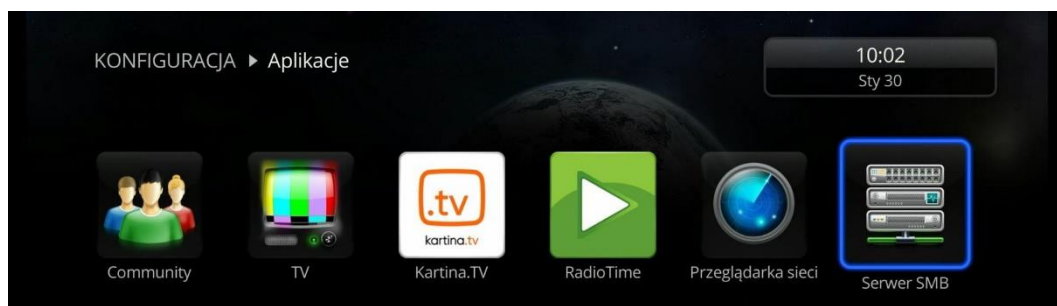 KONFIGURACJA ▶ Aplikacje
10:02
Sty 30
.tv
kartina.tv
Community
TV
Kartina.TV
RadioTime
Przeglądarka sieci
Serwer SMB